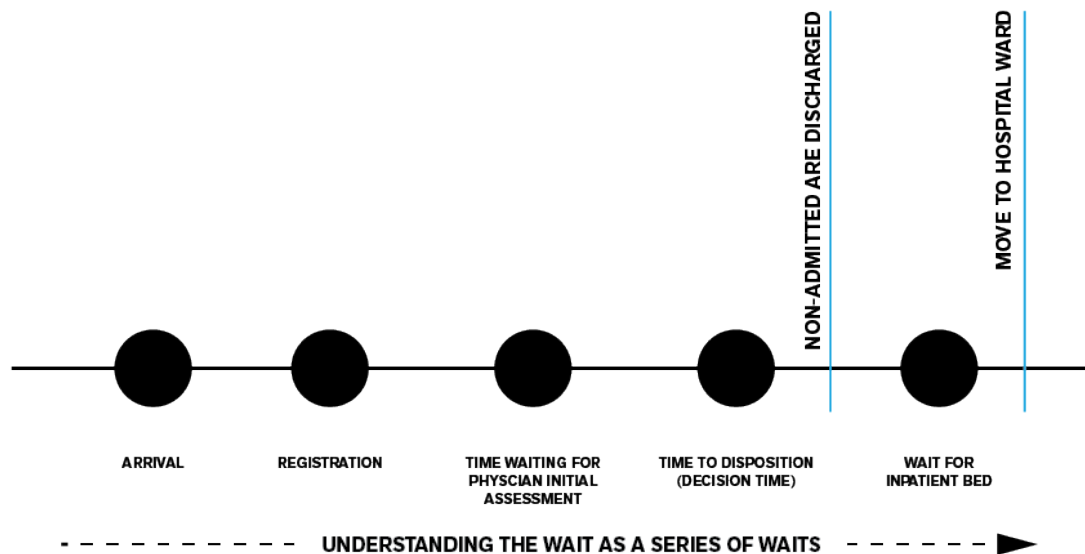 NON-ADMITTED ARE DISCHARGED
MOVE TO HOSPITAL WARD
ARRIVAL
REGISTRATION
TIME WAITING FOR
PHYSCIAN INITIAL
ASSESSMENT
TIME TO DISPOSITION
(DECISION TIME)
WAIT FOR
INPATIENT BED
UNDERSTANDING THE WAIT AS A SERIES OF WAITS